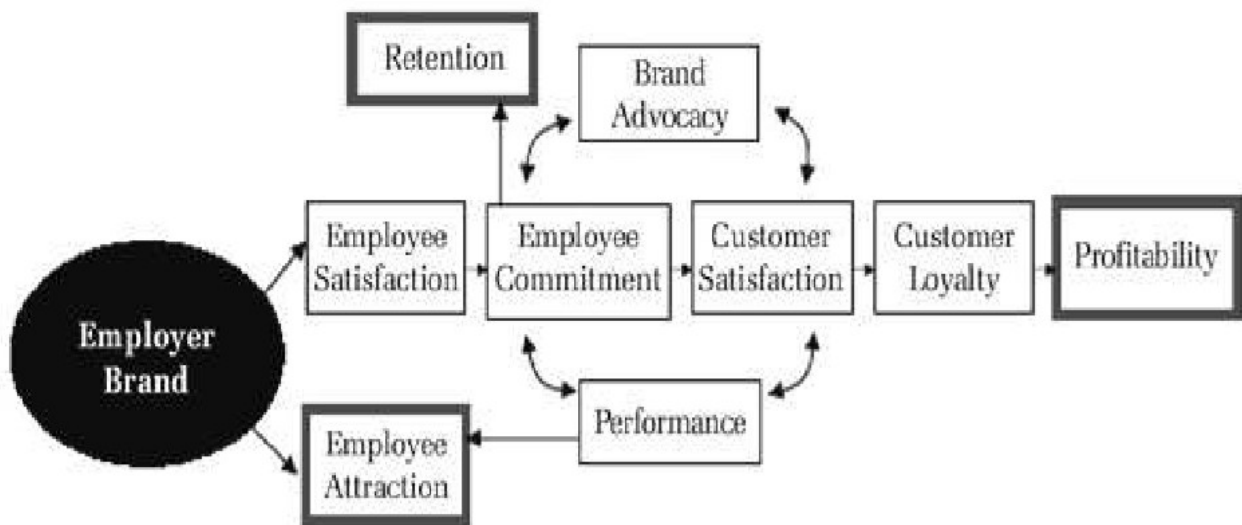 Retention
Brand
Advocacy
Employee
Satisfaction
Employee
Commitment
Customer
Satisfaction
Customer
Loyalty
Profitability
Employer
Brand
Employee
Attraction
Performance